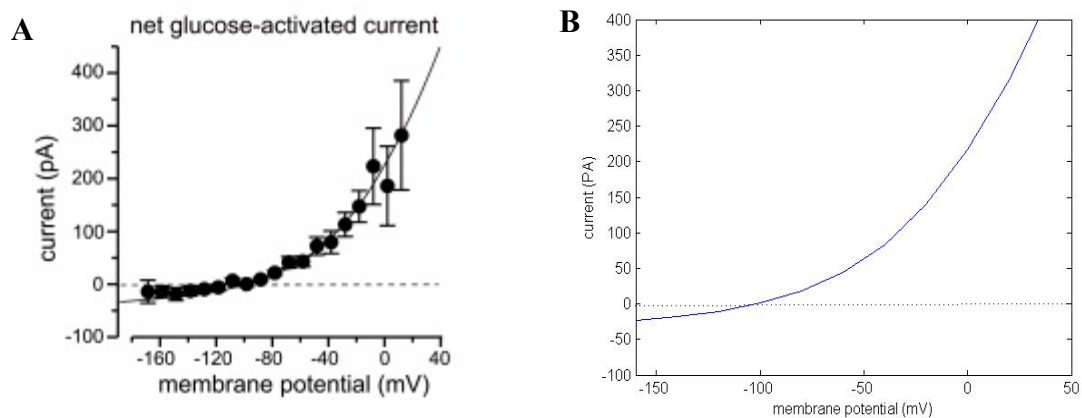 A
net glucose-activated current
current (pA)
400
300
200
100
0
-100
-160 -120 -80 -40 0 40
membrane potential (mV)
B
current (PA)
400
350
300
250
200
150
100
50
0
-50
-100
-150 -100 -50 0 50
membrane potential (mV)